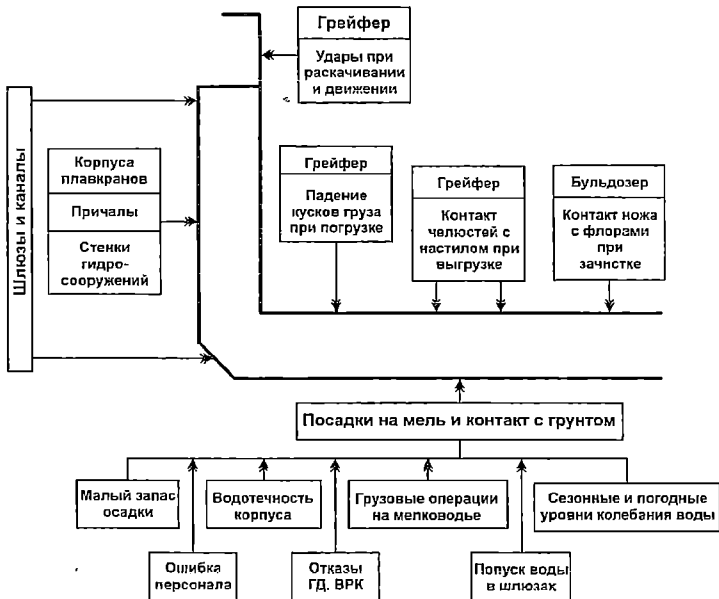 Грейфер
Удары при
раскачивании
и движении
Шлюзы и каналы
Корпуса
плавкранов
Причалы
Стенки
гидро-
сооружений
Грейфер
Падение
кусков груза
при погрузке
Грейфер
Контакт
челюстей с
настилом при
выгрузке
Бульдозер
Контакт ножа
с флорами
при
зачнстке
Посадки на мель и контакт с грунтом
Малый запас
осадки
Водотечность
корпуса
Грузовые операции
на мелководье
Сезонные и погодные
уровни колебания воды
Ошибка
персонала
Отказы
ГД. ВРК
Попуск воды
в шлюзах